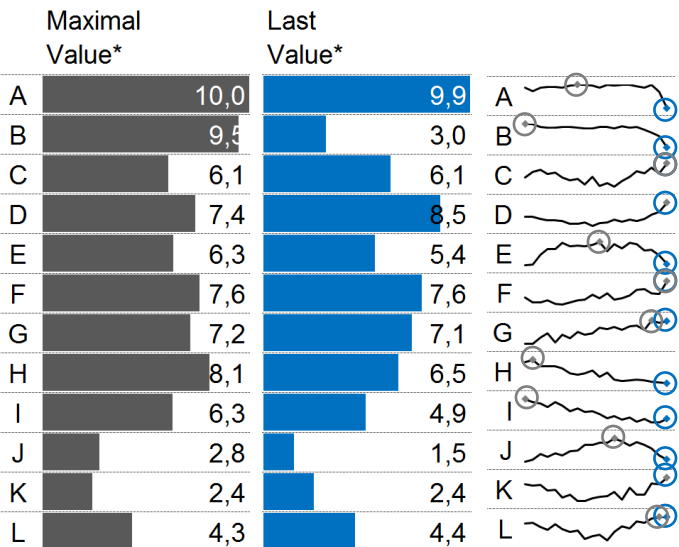 Maximal Last
Value* Value*
A 10,0 9,9 A
B 9,5 3,0 B
C 6,1 6,1 C
D 7,4 8,5 D
E 6,3 5,4 E
F 7,6 7,6 F
G 7,2 7,1 G
H 8,1 6,5 H
I 6,3 4,9 I
J 2,8 1,5 J
K 2,4 2,4 K
L 4,3 4,4 L